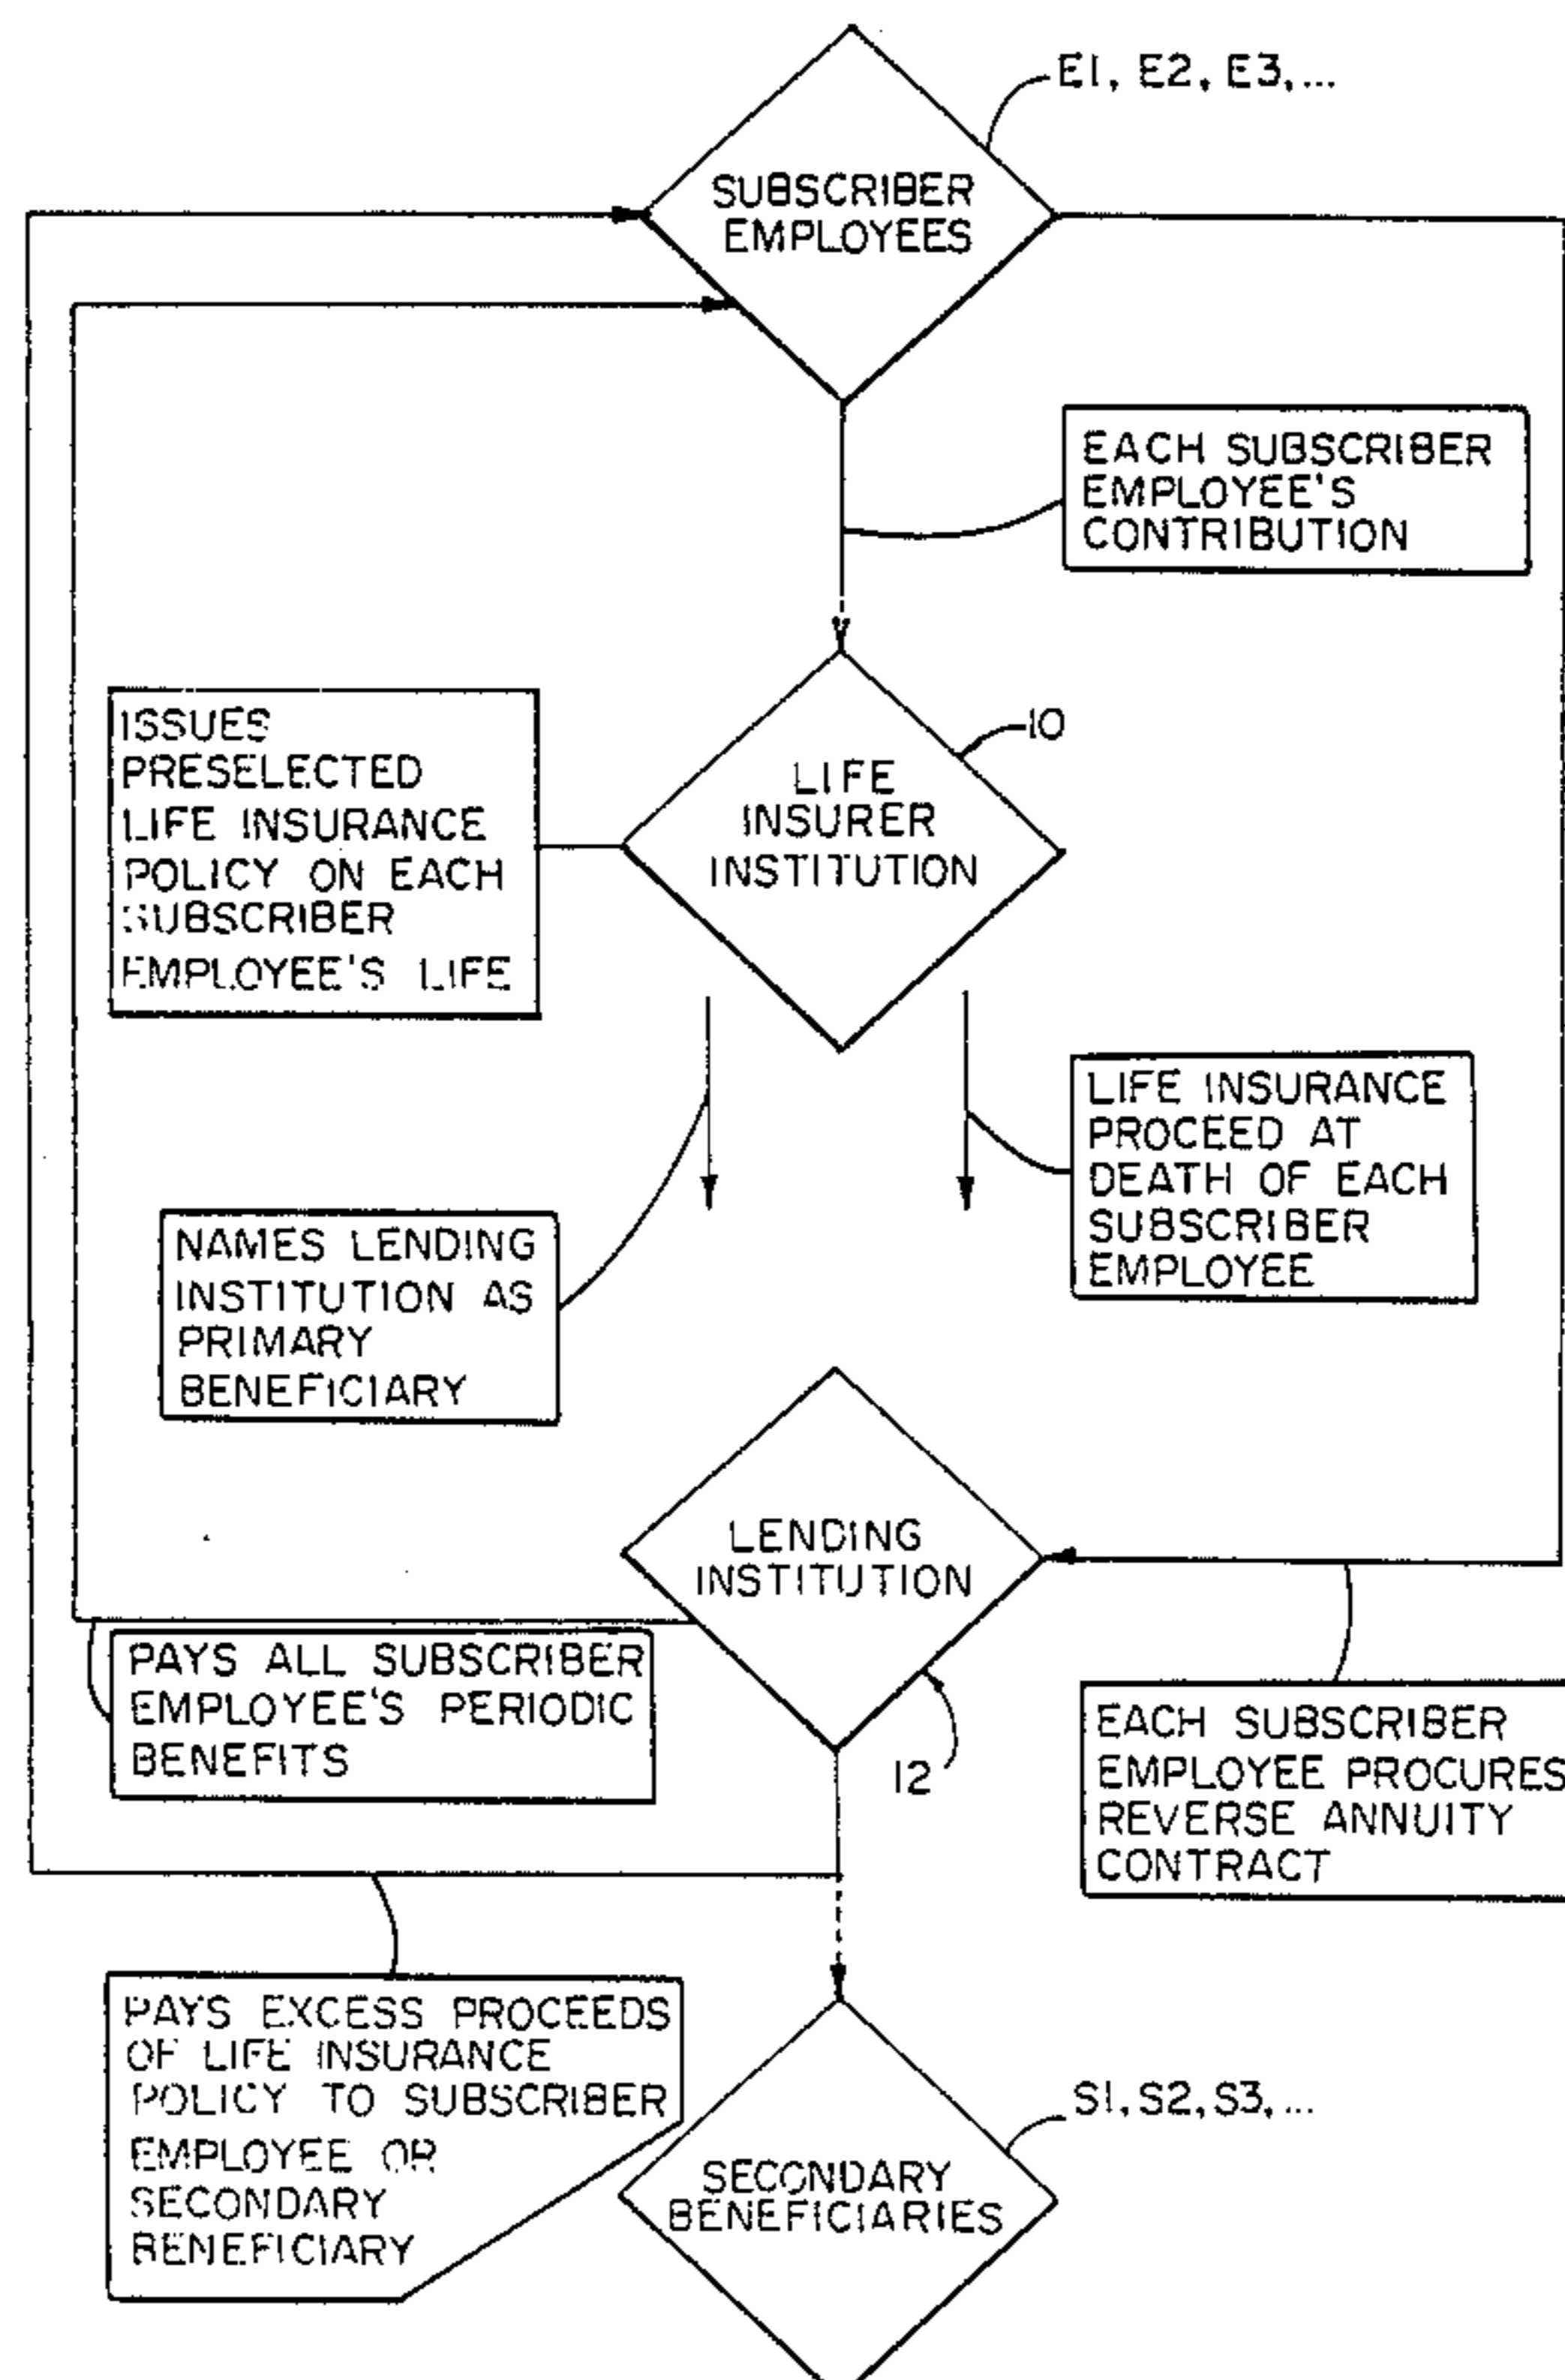 E1, E2, E3, ...
SUBSCRIBER
EMPLOYEES
EACH SUBSCRIBER
EMPLOYEE'S
CONTRIBUTION
ISSUES
PRESELECTED
LIFE INSURANCE
POLICY ON EACH
SUBSCRIBER
EMPLOYEE'S LIFE
10
LIFE
INSURER
INSTITUTION
LIFE INSURANCE
PROCEED AT
DEATH OF EACH
SUBSCRIBER
EMPLOYEE
NAMES LENDING
INSTITUTION AS
PRIMARY
BENEFICIARY
LENDING
INSTITUTION
PAYS ALL SUBSCRIBER
EMPLOYEE'S PERIODIC
BENEFITS
12
EACH SUBSCRIBER
EMPLOYEE PROCURES
REVERSE ANNUITY
CONTRACT
PAYS EXCESS PROCEEDS
OF LIFE INSURANCE
POLICY TO SUBSCRIBER
EMPLOYEE OR
SECONDARY
BENEFICIARY
S1, S2, S3, ...
SECONDARY
BENEFICIARIES